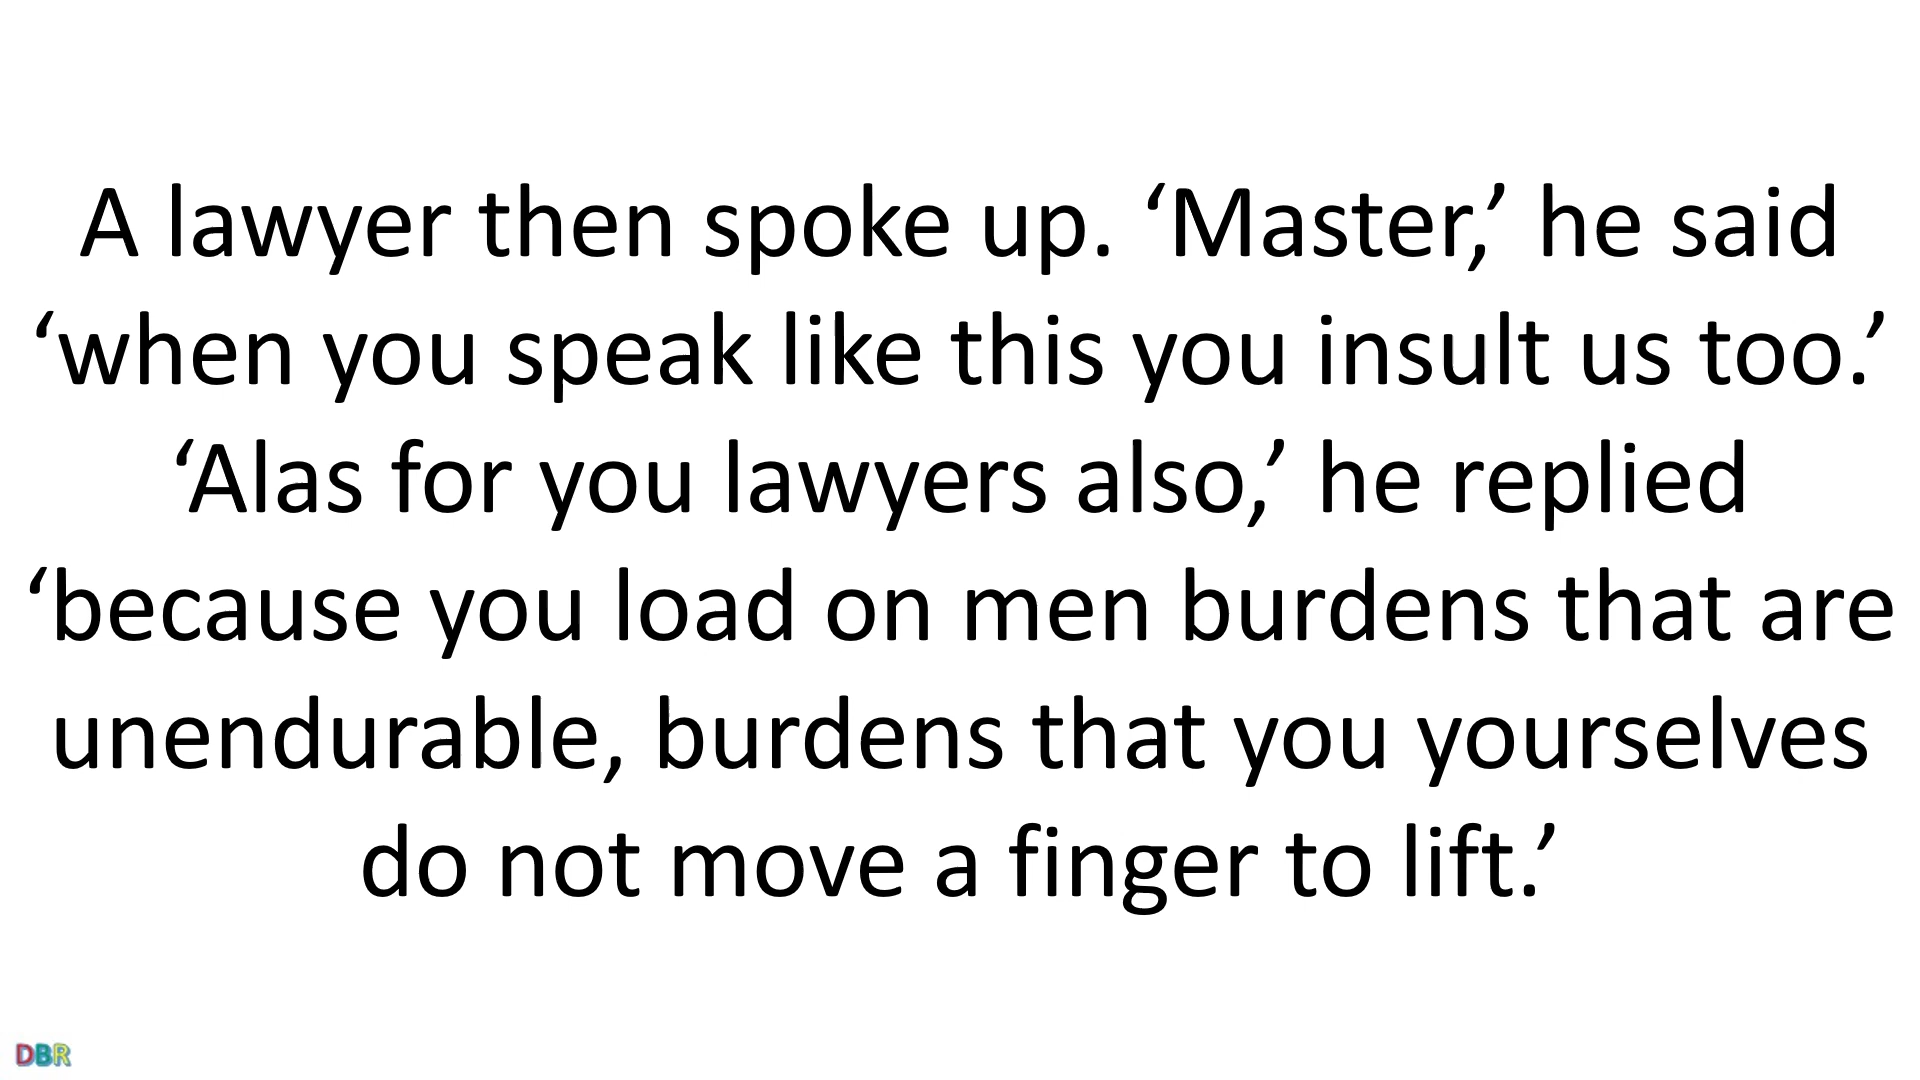 A lawyer then spoke up. ‘Master,’ he said
‘when you speak like this you insult us too.’
‘Alas for you lawyers also,’ he replied
‘because you load on men burdens that are
unendurable, burdens that you yourselves
do not move a finger to lift.’
DBR